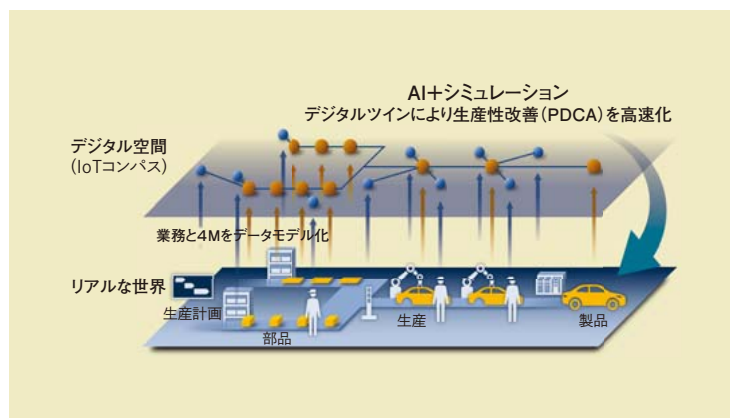 AI+シミュレーション
デジタルツインにより生産性改善(PDCA)を高速化
デジタル空間
(IoTコンパス)
業務と4Mをデータモデル化
リアルな世界
生産計画
部品
生産
製品